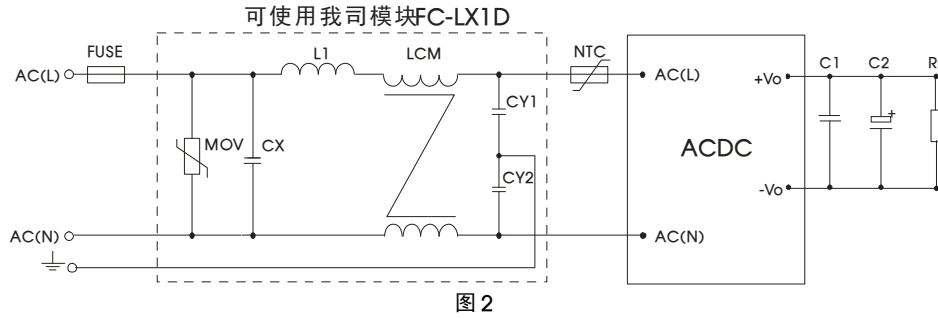 可使用我司模块FC-LX1D
FUSE
L1
LCM
NTC
C1
C2
R
AC(L)
AC(L)
+Vo
+
CY1
MOV
CX
ACDC
CY2
-Vo
AC(N)
AC(N)
图2